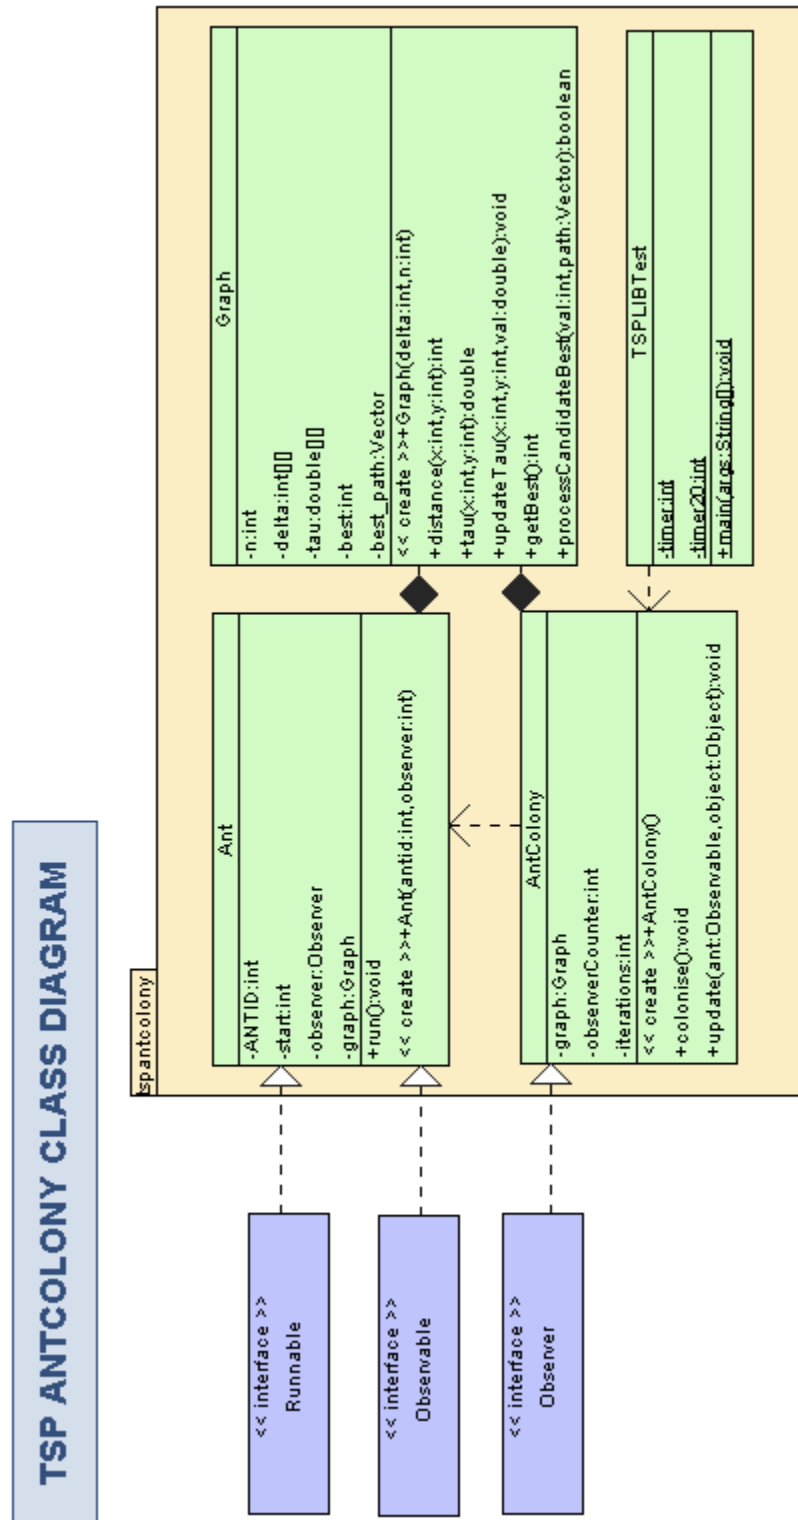 TSP ANTCOLONY CLASS DIAGRAM
tspantcolony
<< interface >>
Runnable
<< interface >>
Observable
<< interface >>
Observer
Ant
-ANTID:int
-start:int
-observer:Observer
-graph:Graph
+run():void
<< create >>+Ant(antid:int,observer:int)
Graph
-n:int
-delta:int[][]
-tau:double[][]
-best:int
-best_path:Vector
<< create >>+Graph(delta:int,n:int)
+distance(x:int,y:int):int
+tau(x:int,y:int):double
+updateTau(x:int,y:int,val:double):void
+getBest():int
+processCandidateBest(val:int,path:Vector):boolean
AntColony
-graph:Graph
-observerCounter:int
-iterations:int
<< create >>+AntColony()
+colonise():void
+update(ant:Observable,object:Object):void
TSPLIBTest
-timer:int
-timer20:int
+main(args:String[]):void